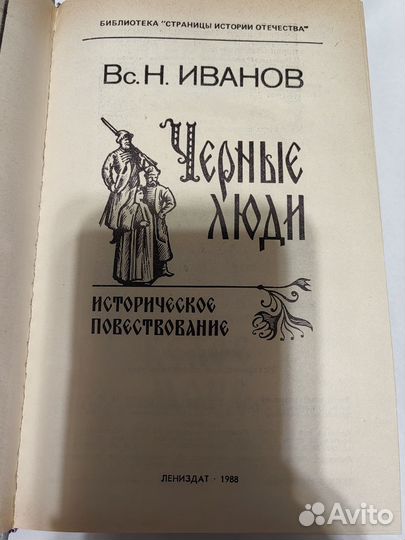 БИБЛИОТЕКА "СТРАНИЦЫ ИСТОРИИ ОТЕЧЕСТВА"
Вс. Н. ИВАНОВ
Черные
люди
историческое
повествование
ЛЕНИЗДАТ · 1988
Avito